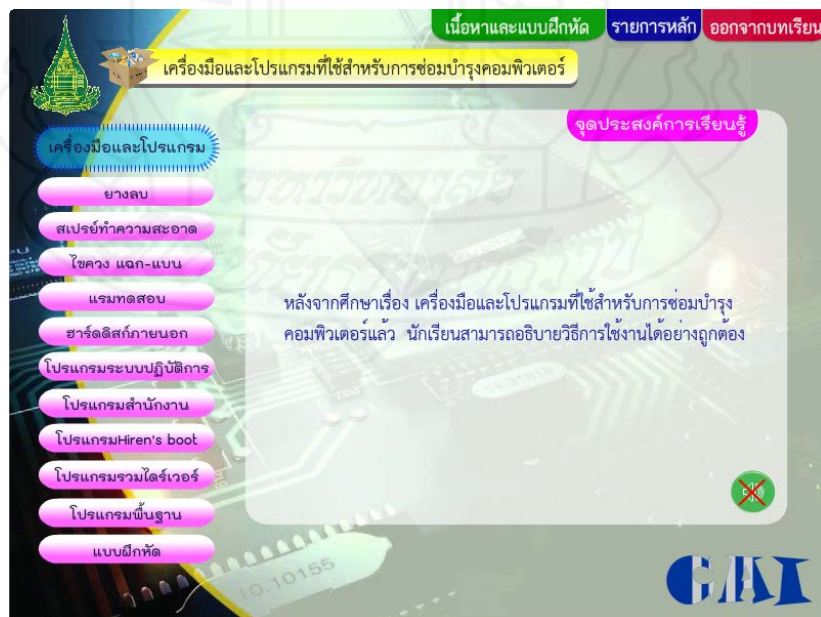 เนื้อหาและแบบฝึกหัด รายการหลัก ออกจากบทเรียน
เครื่องมือและโปรแกรมที่ใช้สำหรับการซ่อมบำรุงคอมพิวเตอร์
จุดประสงค์การเรียนรู้
เครื่องมือและโปรแกรม
ยางลบ
สเปรย์ทำความสะอาด
ไขควง แฉก-แบน
แรมทดสอบ
ฮาร์ดดิสก์ภายนอก
โปรแกรมระบบปฏิบัติการ
โปรแกรมสำนักงาน
โปรแกรมHiren's boot
โปรแกรมรวมไดร์เวอร์
โปรแกรมพื้นฐาน
แบบฝึกหัด
หลังจากศึกษาเรื่อง เครื่องมือและโปรแกรมที่ใช้สำหรับการซ่อมบำรุง
คอมพิวเตอร์แล้ว นักเรียนสามารถอธิบายวิธีการใช้งานได้อย่างถูกต้อง
10.10155
CAI